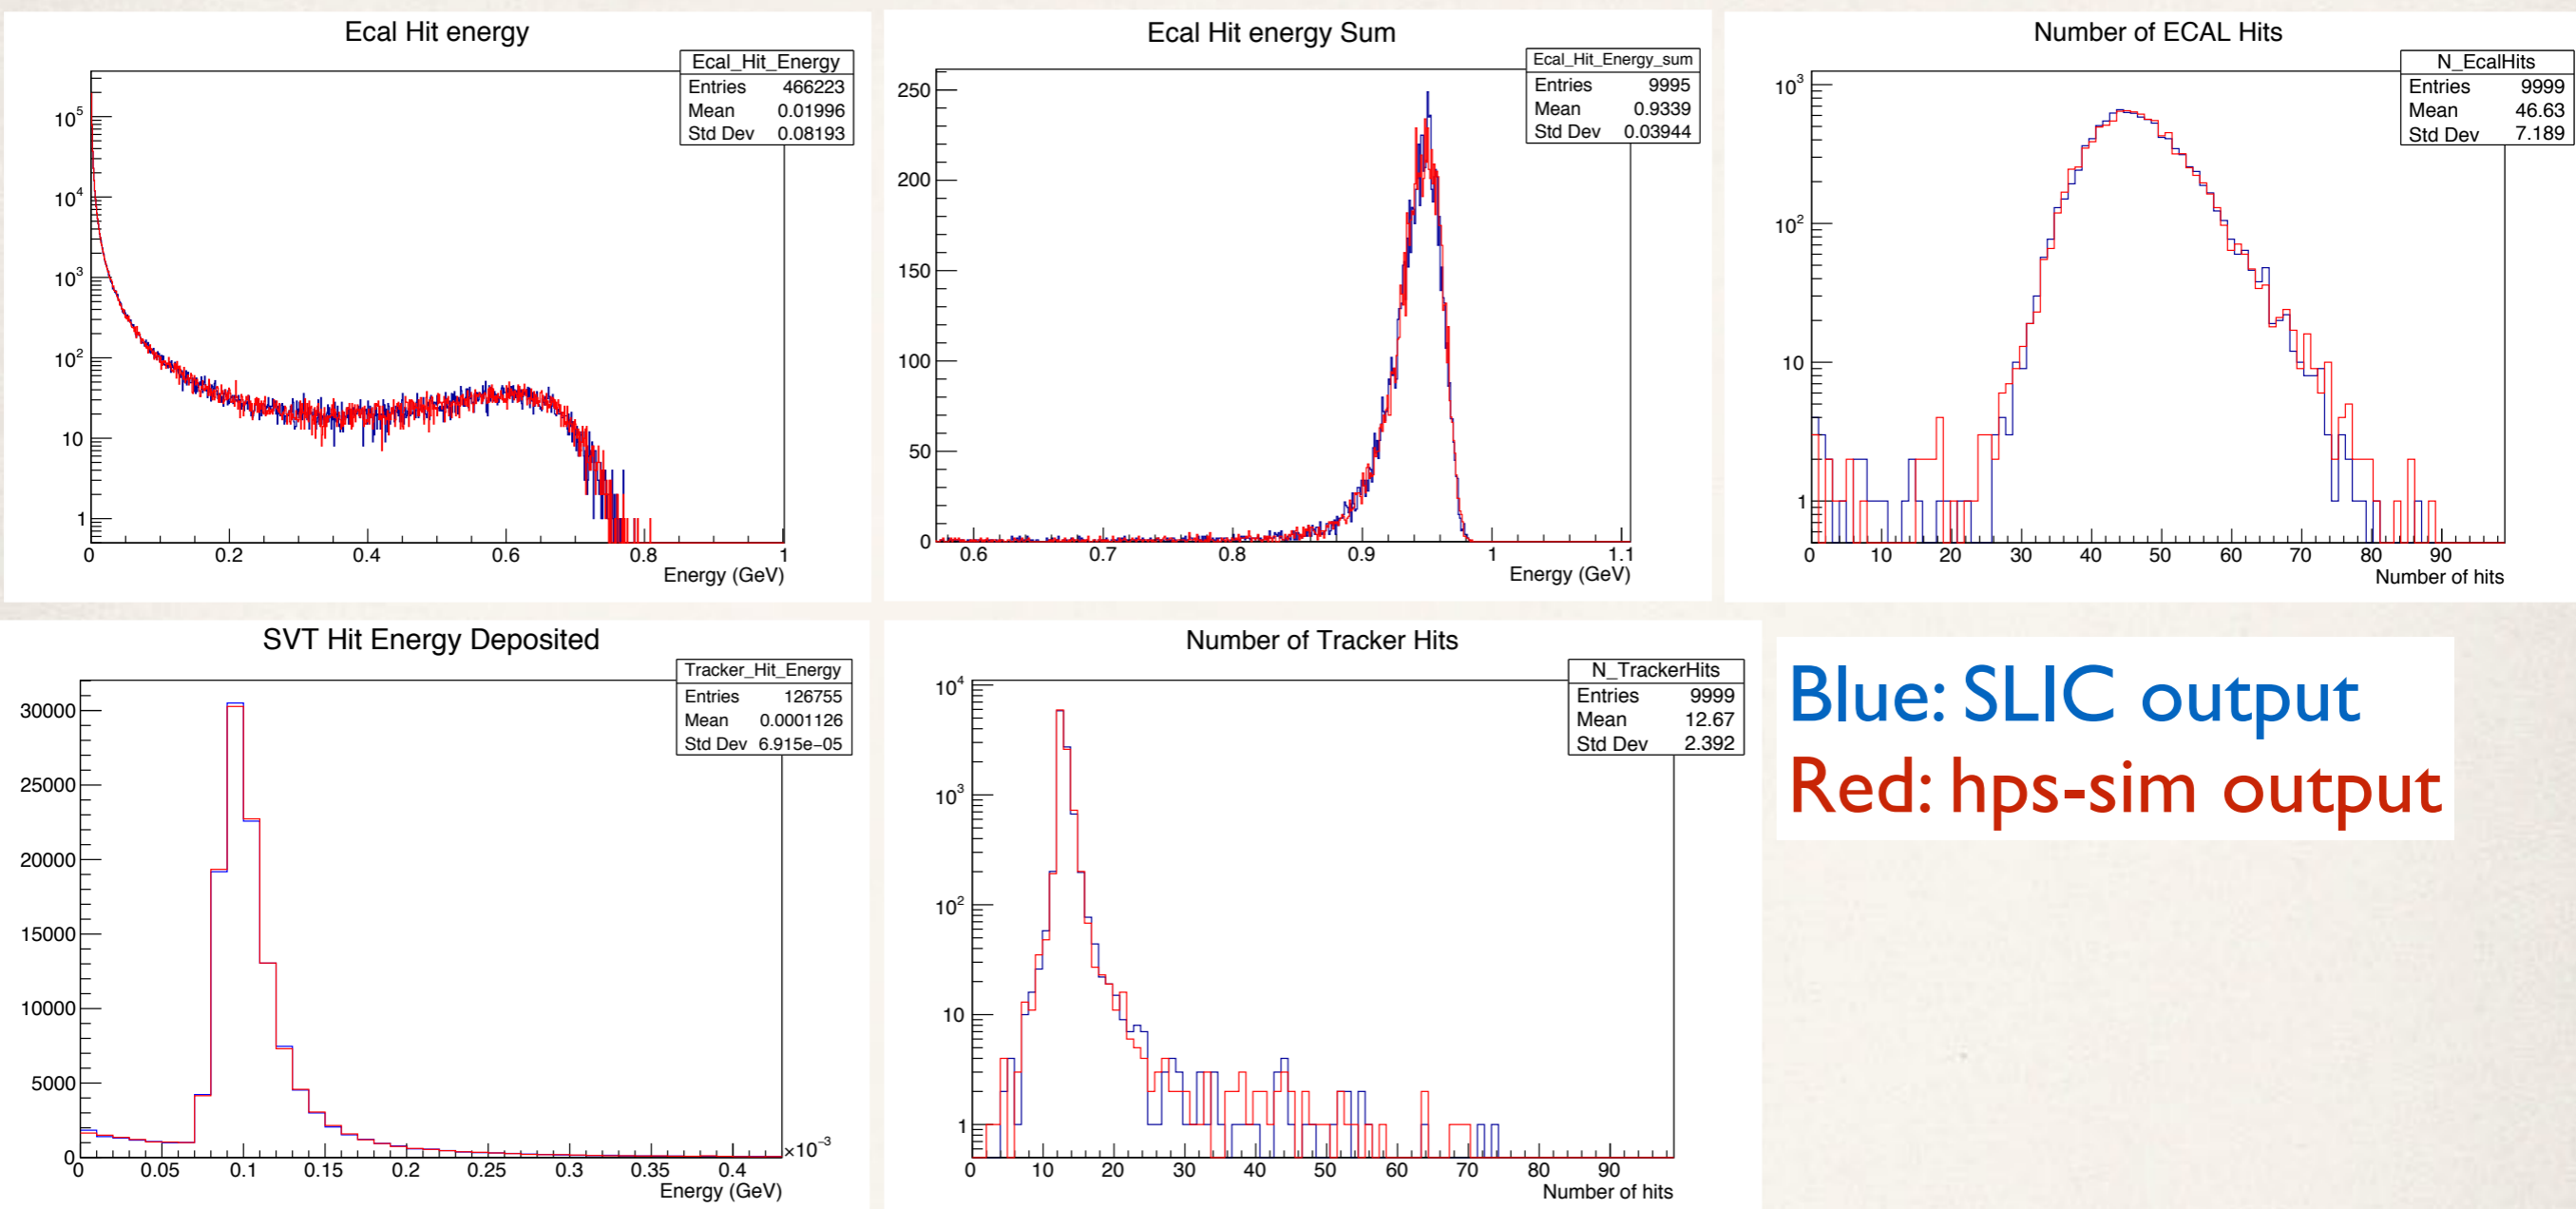 Ecal Hit energy
Ecal_Hit_Energy
Entries 466223
Mean 0.01996
Std Dev 0.08193
10^5
10^4
10^3
10^2
10
1
0 0.2 0.4 0.6 0.8 1
Energy (GeV)
Ecal Hit energy Sum
Ecal_Hit_Energy_sum
Entries 9995
Mean 0.9339
Std Dev 0.03944
250
200
150
100
50
0
0.6 0.7 0.8 0.9 1 1.1
Energy (GeV)
Number of ECAL Hits
N_EcalHits
Entries 9999
Mean 46.63
Std Dev 7.189
10^3
10^2
10
1
0 10 20 30 40 50 60 70 80 90
Number of hits
SVT Hit Energy Deposited
Tracker_Hit_Energy
Entries 126755
Mean 0.0001126
Std Dev 6.915e−05
30000
25000
20000
15000
10000
5000
0
×10^−3
0 0.05 0.1 0.15 0.2 0.25 0.3 0.35 0.4
Energy (GeV)
Number of Tracker Hits
N_TrackerHits
Entries 9999
Mean 12.67
Std Dev 2.392
10^4
10^3
10^2
10
1
0 10 20 30 40 50 60 70 80 90
Number of hits
Blue: SLIC output
Red: hps-sim output